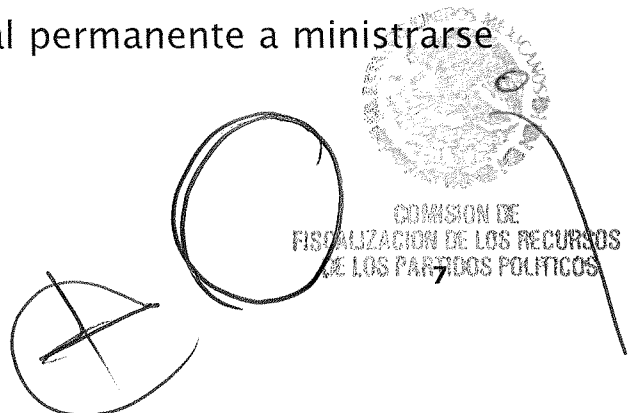 al permanente a ministrarse
COMISION DE
FISCALIZACION DE LOS RECURSOS
DE LOS PARTIDOS POLITICOS
7